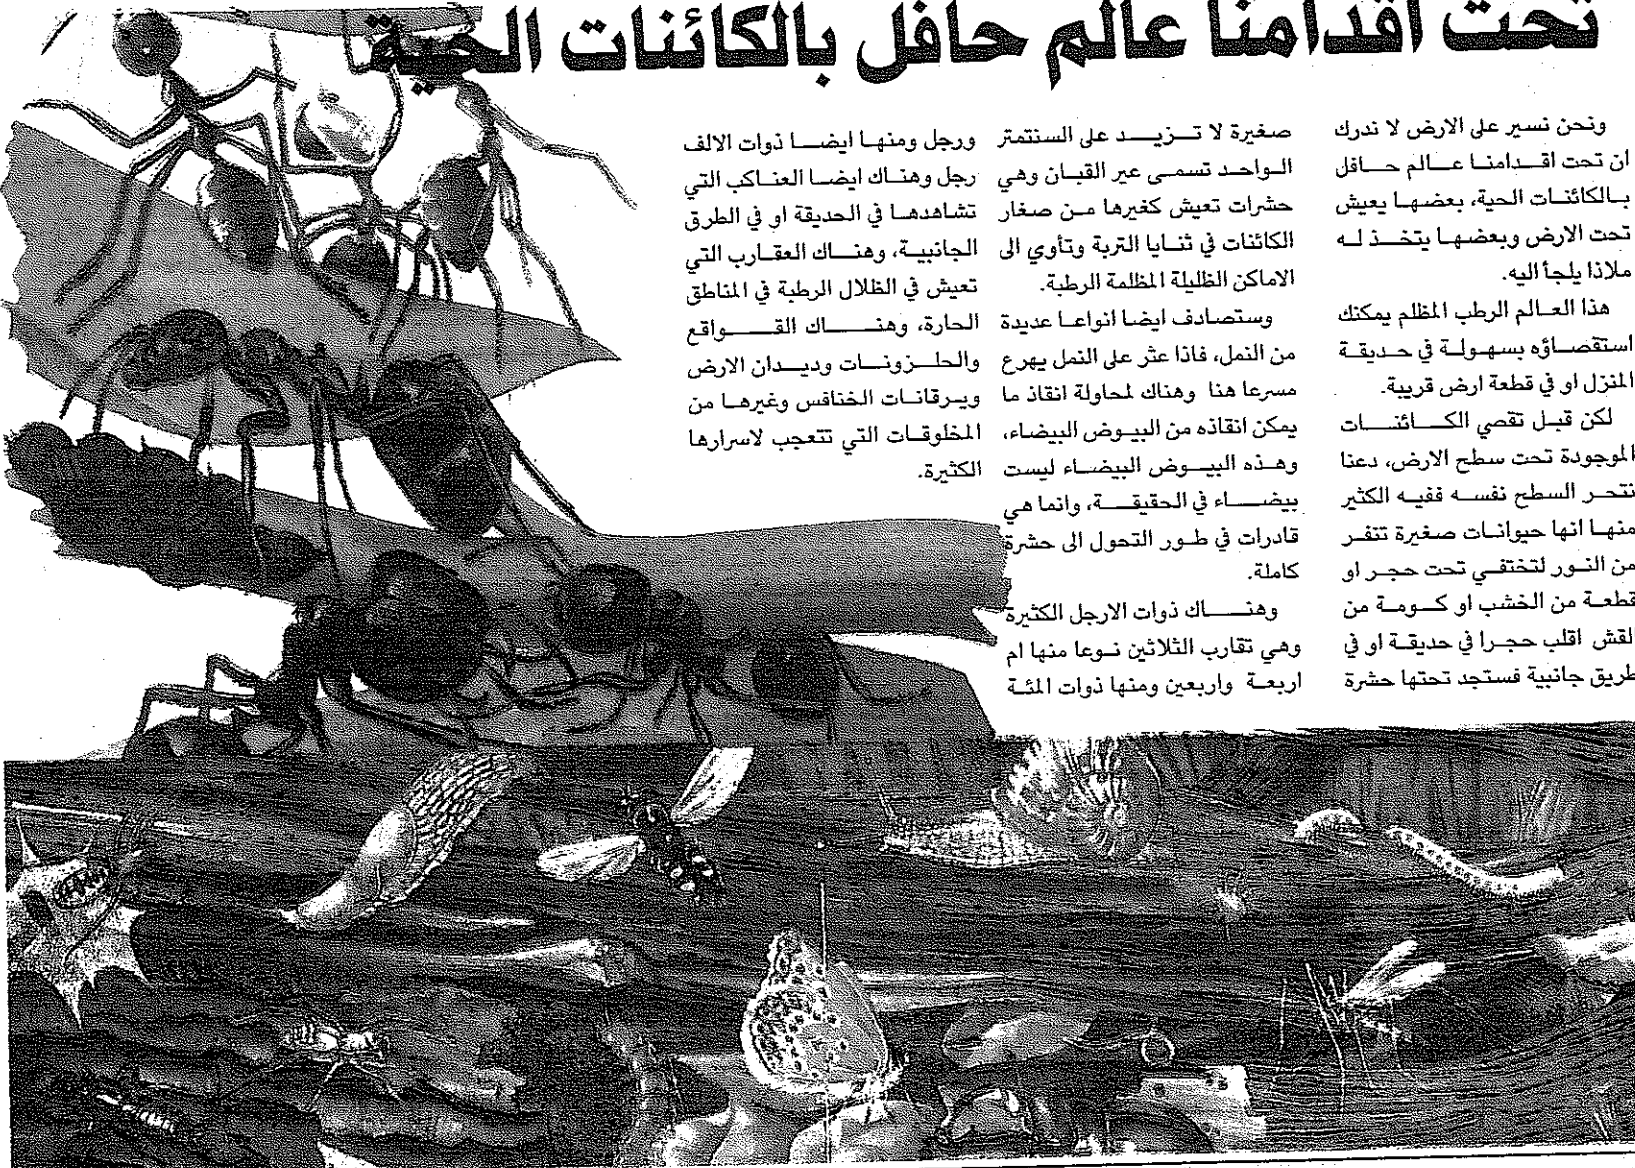 تحت اقدامنا عالم حافل بالكائنات الحية
ونحن نسير على الارض لا ندرك
ان تحت اقدامنا عالم حافل
بالكائنات الحية، بعضها يعيش
تحت الارض وبعضها يتخذ له
ملاذا يلجأ اليه.
هذا العالم الرطب المظلم يمكنك
استقصاؤه بسهولة في حديقة
المنزل او في قطعة ارض قريبة.
لكن قبل تقصي الكائنات
الموجودة تحت سطح الارض، دعنا
نتحر السطح نفسه ففيه الكثير
منها انها حيوانات صغيرة تتفر
من النور لتختفي تحت حجر او
قطعة من الخشب او كومة من
القش اقلب حجرا في حديقة او في
طريق جانبية فستجد تحتها حشرة
صغيرة لا تزيد على السنتمتر
الواحد تسمى عير القبان وهي
حشرات تعيش كغيرها من صغار
الكائنات في ثنايا التربة وتأوي الى
الاماكن الظليلة المظلمة الرطبة.
وستصادف ايضا انواعا عديدة
من النمل، فاذا عثر على النمل يهرع
مسرعا هنا وهناك لمحاولة انقاذ ما
يمكن انقاذه من البيوض البيضاء،
وهذه البيوض البيضاء ليست
بيضاء في الحقيقة، وانما هي
قادرات في طور التحول الى حشرة
كاملة.
وهناك ذوات الارجل الكثيرة
وهي تقارب الثلاثين نوعا منها ام
اربعة واربعين ومنها ذوات المئة
ورجل ومنها ايضا ذوات الالف
رجل وهناك ايضا العناكب التي
تشاهدها في الحديقة او في الطرق
الجانبية، وهناك العقارب التي
تعيش في الظلال الرطبة في المناطق
الحارة، وهناك القواقع
والحلزونات وديدان الارض
ويرقانات الخنافس وغيرها من
المخلوقات التي تتعجب لاسرارها
الكثيرة.